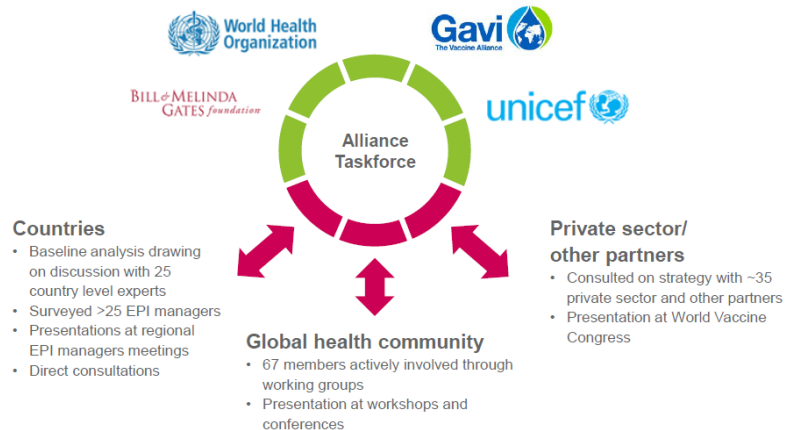 World Health
Organization
Gavi
The Vaccine Alliance
BILL & MELINDA
GATES foundation
unicef
Alliance
Taskforce
Countries
• Baseline analysis drawing
on discussion with 25
country level experts
• Surveyed >25 EPI managers
• Presentations at regional
EPI managers meetings
• Direct consultations
Global health community
• 67 members actively involved through
working groups
• Presentation at workshops and
conferences
Private sector/
other partners
• Consulted on strategy with ~35
private sector and other partners
• Presentation at World Vaccine
Congress